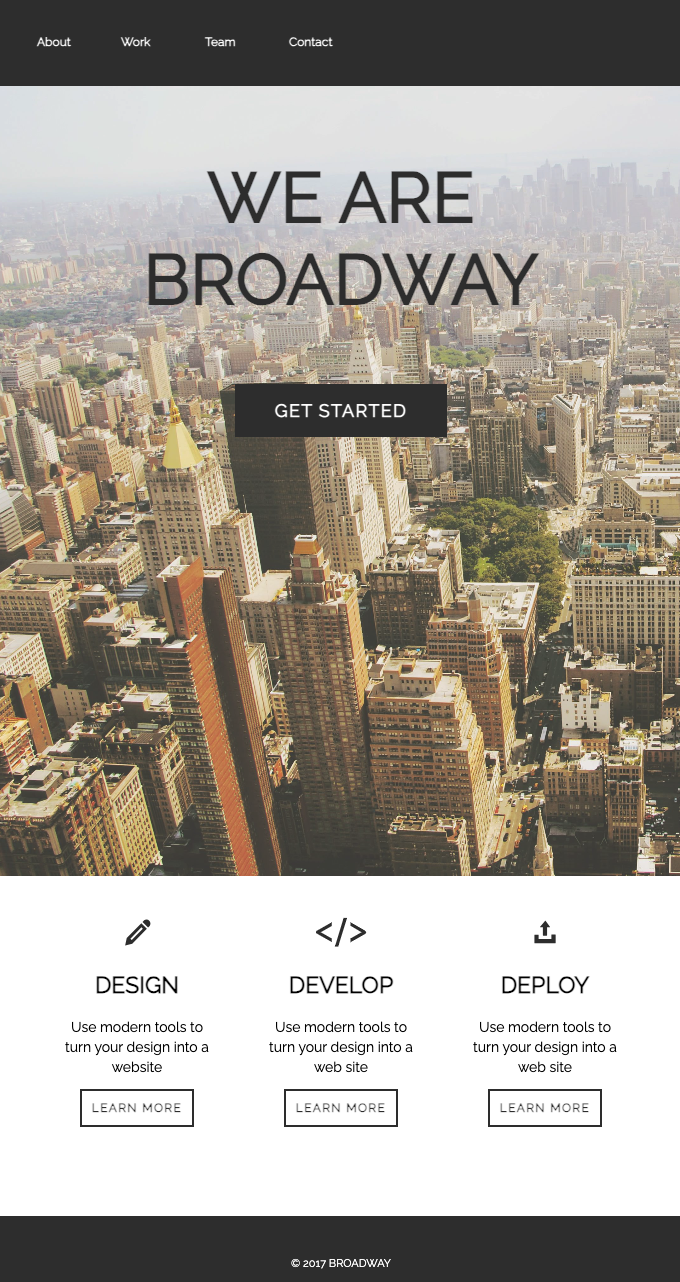 About Work Team Contact
WE ARE
BROADWAY
GET STARTED
</>
DESIGN DEVELOP DEPLOY
Use modern tools to
turn your design into a
website
Use modern tools to
turn your design into a
web site
Use modern tools to
turn your design into a
web site
LEARN MORE LEARN MORE LEARN MORE
© 2017 BROADWAY